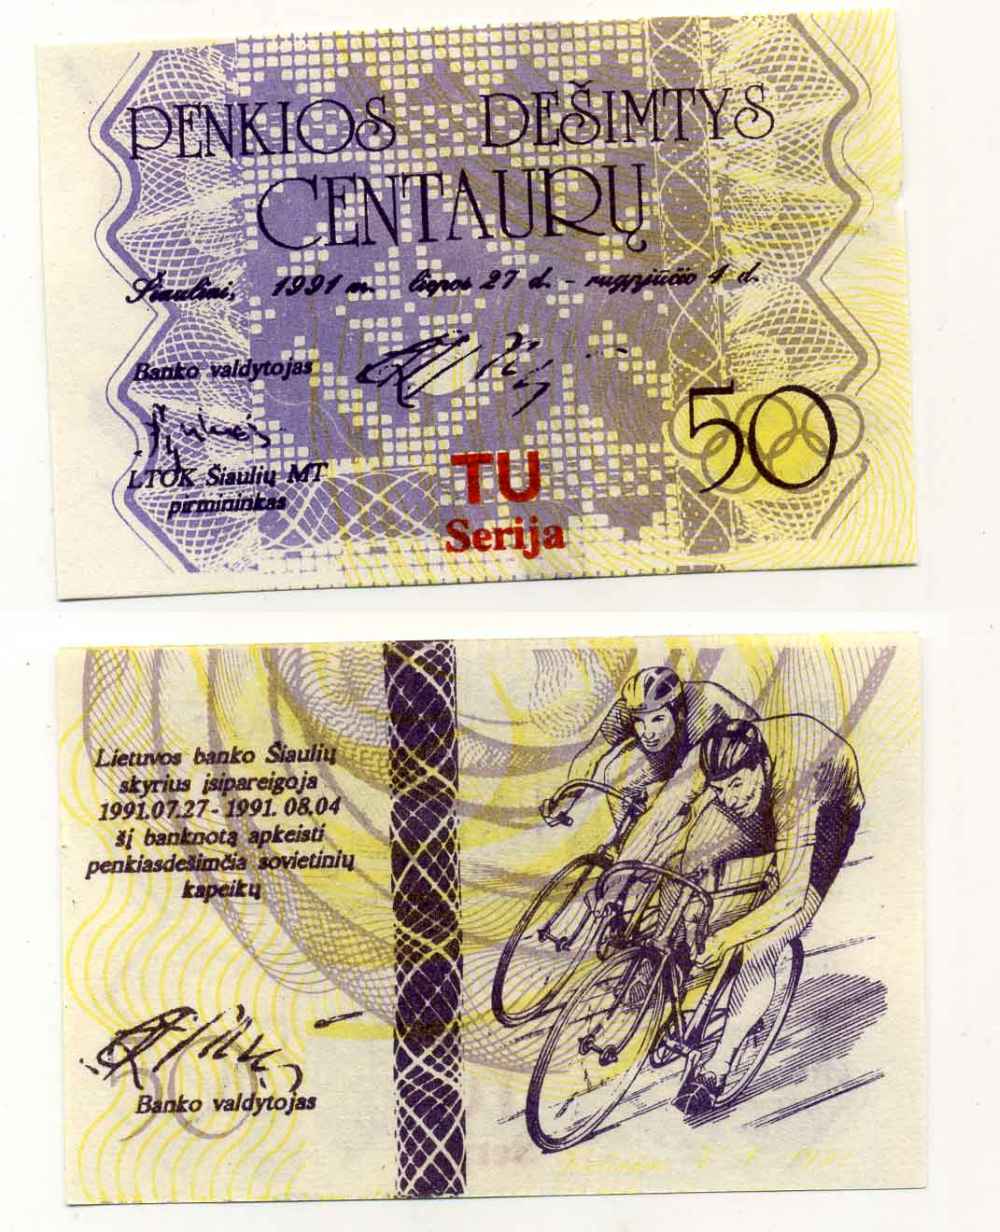 PENKIOS DEŠIMTYS
CENTAURŲ
Šiauliai, 1991 m. liepos 27 d. - rugpjūčio 4 d.
Banko valdytojas
LTOK Šiaulių MT
pirmininkas
50
TU
Serija
Lietuvos banko Šiaulių
skyrius įsipareigoja
1991.07.27 - 1991. 08.04
šį banknotą apkeisti
penkiasdešimčia sovietinių
kapeikų
Banko valdytojas